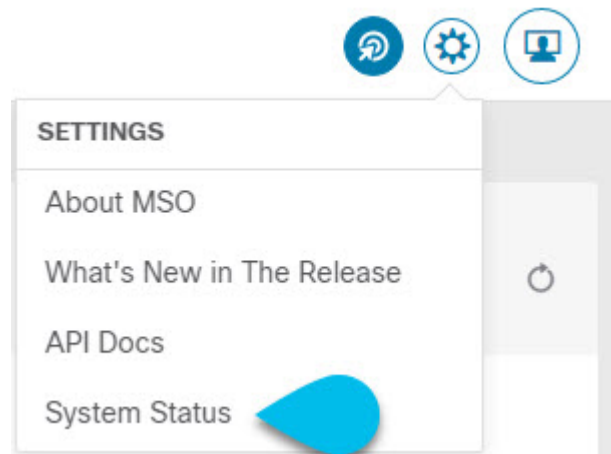 SETTINGS
About MSO
What's New in The Release
API Docs
System Status